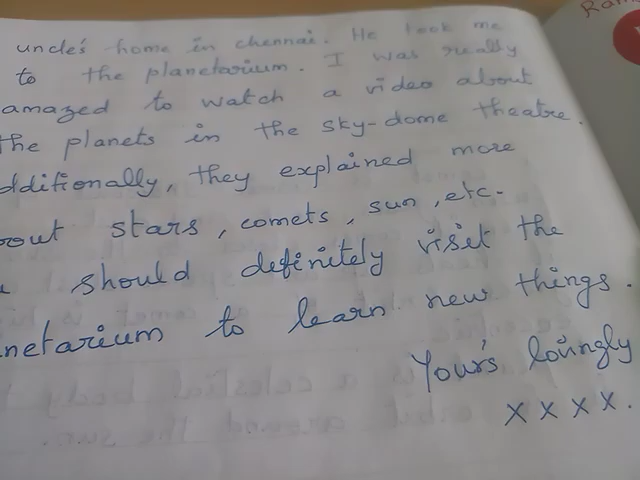 uncle's home in chennai. He took me
to the planetarium. I was really
amazed to watch a video about
the planets in the sky-dome theatre.
dditionally, they explained more
out stars, comets, sun, etc.
should definitely visit the
netarium to learn new things.
Your's lovingly
xxxx.